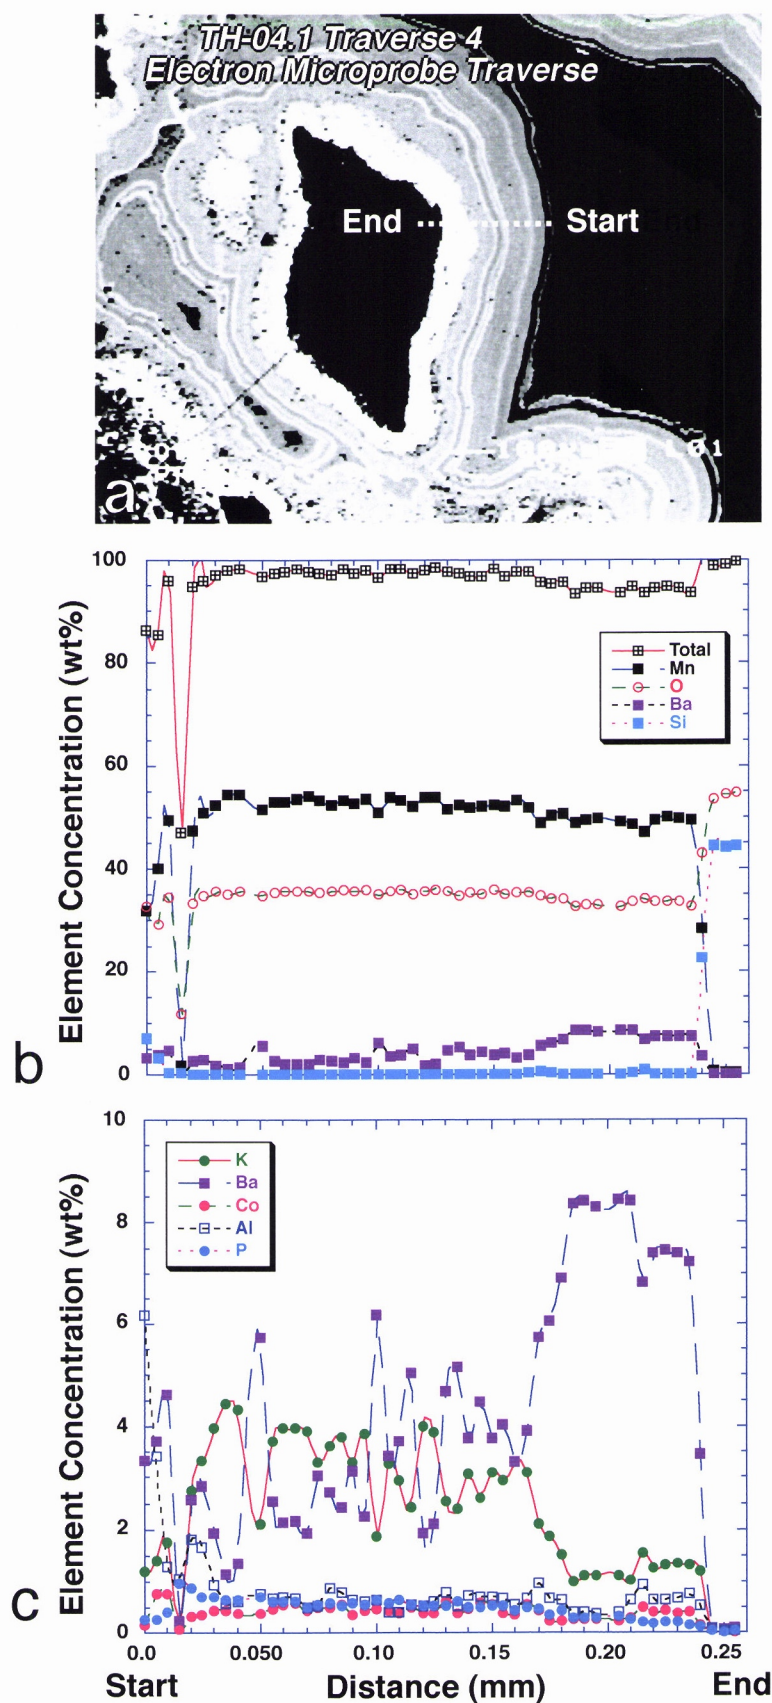 TH-04.1 Traverse 4
Electron Microprobe Traverse
End Start
a
100
80
60
40
20
0
Element Concentration (wt%)
Total
Mn
O
Ba
Si
b
10
8
6
4
2
0
Element Concentration (wt%)
K
Ba
Co
Al
P
c
0.0 0.050 0.10 0.15 0.20 0.25
Start Distance (mm) End